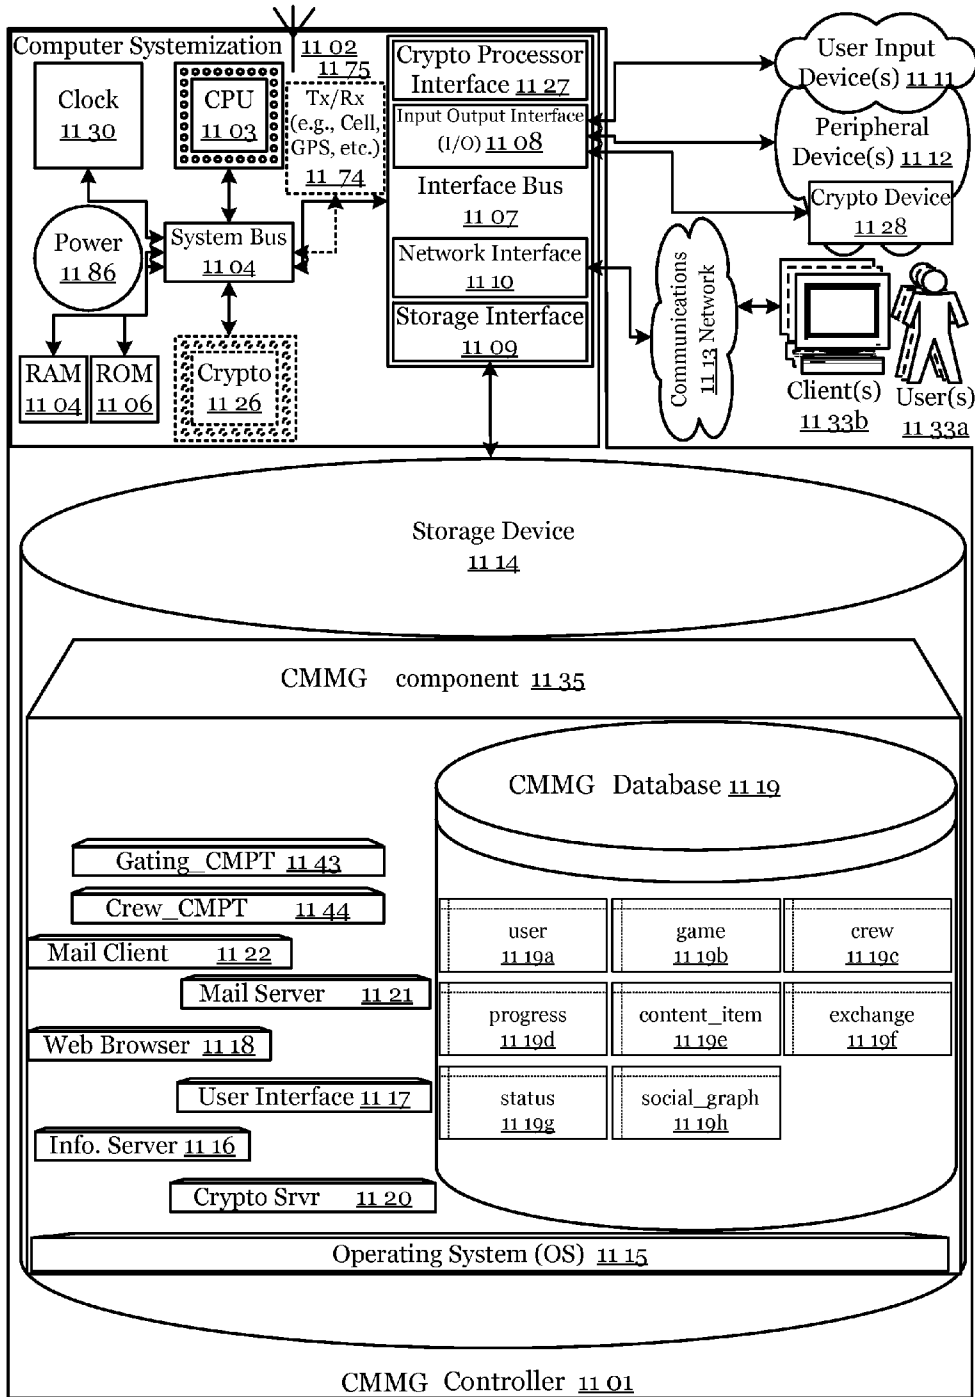 Computer Systemization 11 02
11 75
Clock
11 30
CPU
11 03
Tx/Rx
(e.g., Cell,
GPS, etc.)
11 74
Crypto Processor
Interface 11 27
Input Output Interface
(I/O) 11 08
Interface Bus
11 07
Network Interface
11 10
Storage Interface
11 09
Power
11 86
System Bus
11 04
RAM
11 04
ROM
11 06
Crypto
11 26
User Input
Device(s) 11 11
Peripheral
Device(s) 11 12
Crypto Device
11 28
Communications
11 13 Network
Client(s)
11 33b
User(s)
11 33a
Storage Device
11 14
CMMG component 11 35
CMMG Database 11 19
Gating_CMPT 11 43
Crew_CMPT 11 44
Mail Client 11 22
Mail Server 11 21
Web Browser 11 18
User Interface 11 17
Info. Server 11 16
Crypto Srvr 11 20
user
11 19a
game
11 19b
crew
11 19c
progress
11 19d
content_item
11 19e
exchange
11 19f
status
11 19g
social_graph
11 19h
Operating System (OS) 11 15
CMMG Controller 11 01